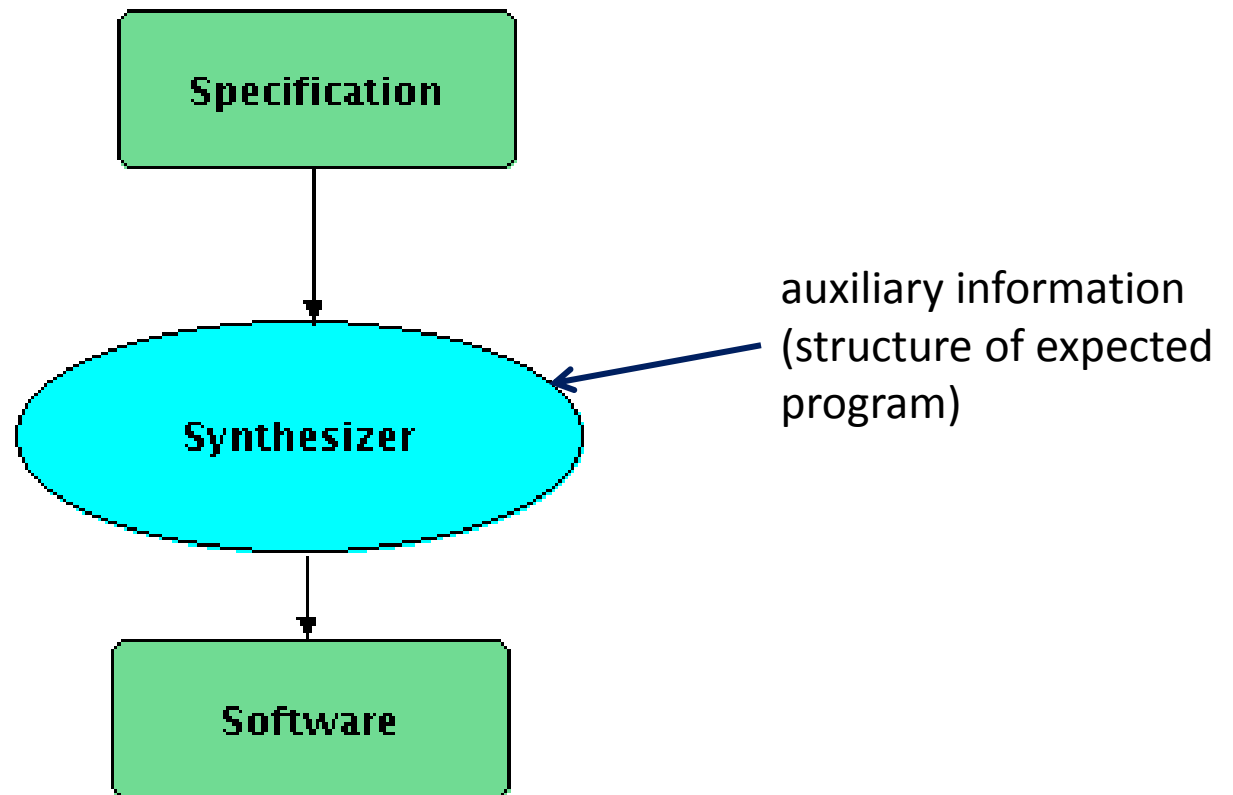 Specification
auxiliary information
(structure of expected
program)
Synthesizer
Software